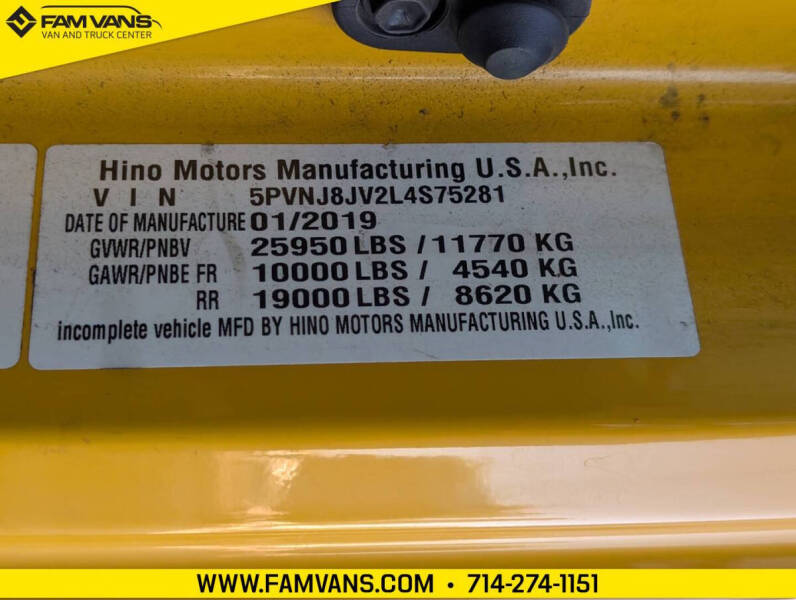 FAM VANS
VAN AND TRUCK CENTER
Hino Motors Manufacturing U.S.A.,Inc.
VIN 5PVNJ8JV2L4S75281
DATE OF MANUFACTURE 01/2019
GVWR/PNBV 25950 LBS / 11770 KG
GAWR/PNBE FR 10000 LBS / 4540 KG
RR 19000 LBS / 8620 KG
incomplete vehicle MFD BY HINO MOTORS MANUFACTURING U.S.A.,Inc.
WWW.FAMVANS.COM • 714-274-1151